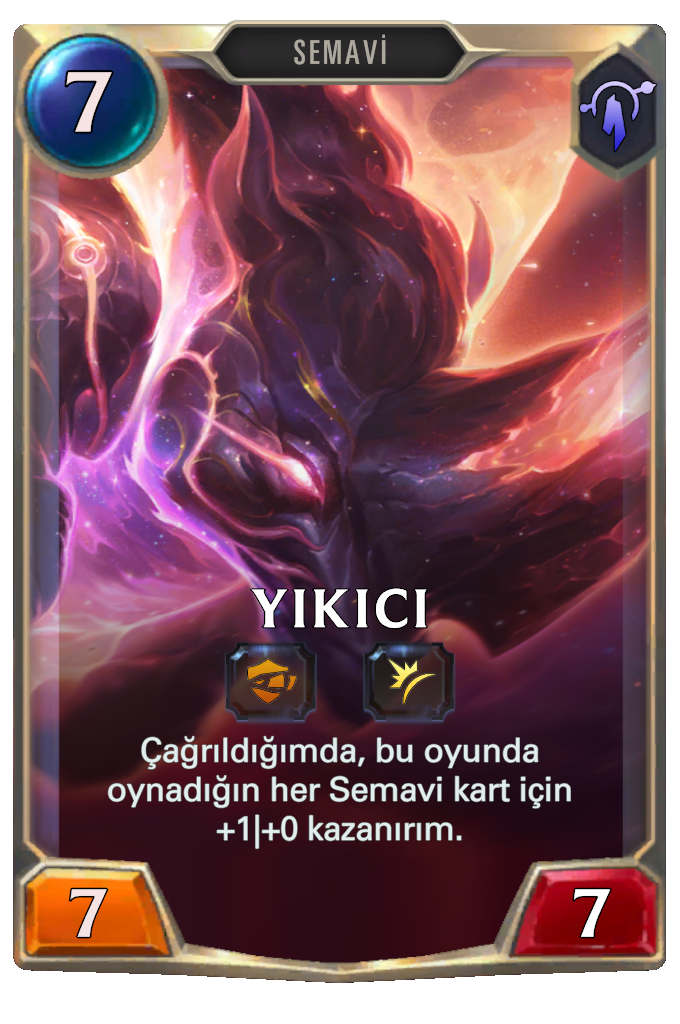 SEMAVİ
7
YIKICI
Çağrıldığımda, bu oyunda
oynadığın her Semavi kart için
+1|+0 kazanırım.
7
7